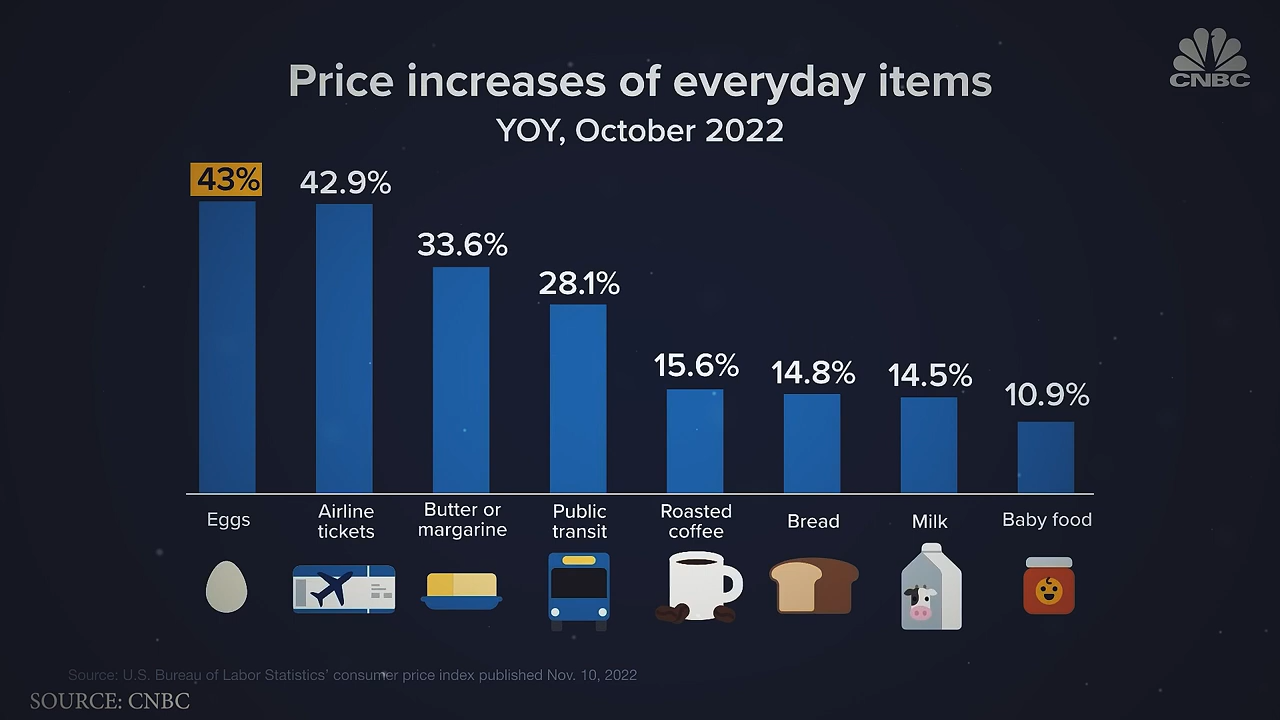 CNBC
Price increases of everyday items
YOY, October 2022
43%
42.9%
33.6%
28.1%
15.6%
14.8%
14.5%
10.9%
Eggs
Airline
tickets
Butter or
margarine
Public
transit
Roasted
coffee
Bread
Milk
Baby food
Source: U.S. Bureau of Labor Statistics' consumer price index published Nov. 10, 2022
SOURCE: CNBC